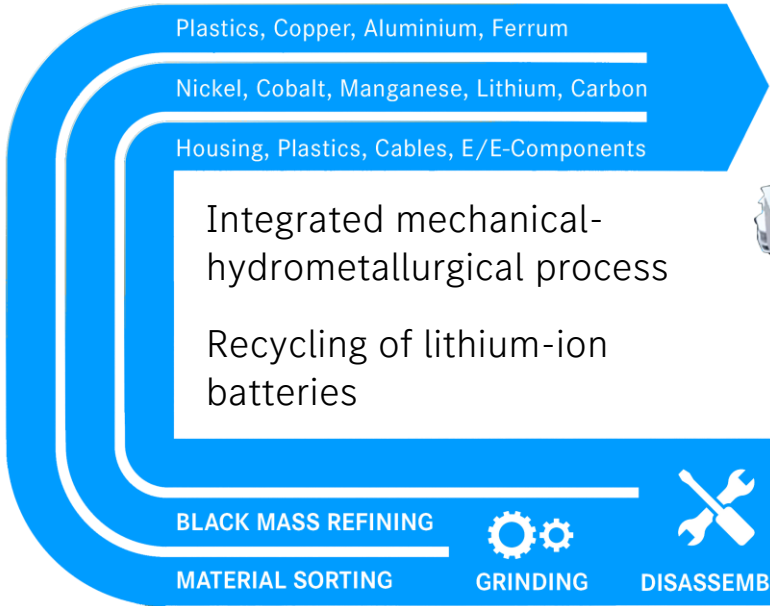 Plastics, Copper, Aluminium, Ferrum
Nickel, Cobalt, Manganese, Lithium, Carbon
Housing, Plastics, Cables, E/E-Components
Integrated mechanical-
hydrometallurgical process
Recycling of lithium-ion
batteries
BLACK MASS REFINING
MATERIAL SORTING
GRINDING
DISASSEMB